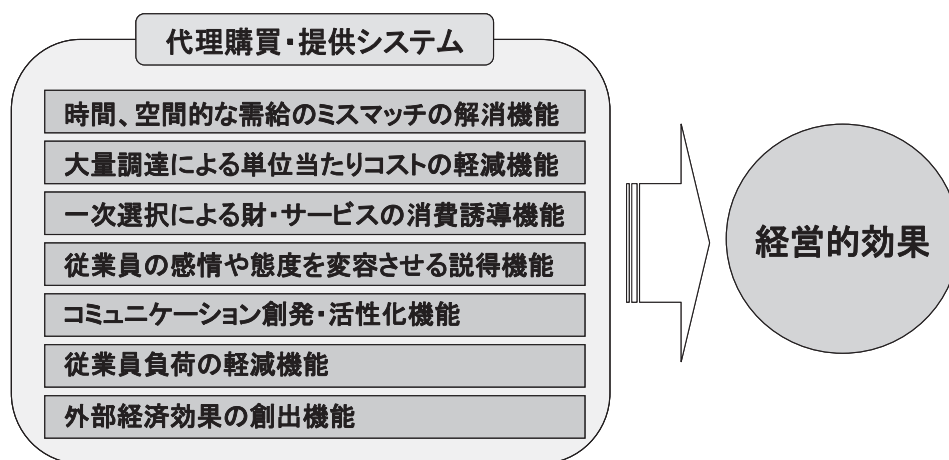 代理購買・提供システム
時間、空間的な需給のミスマッチの解消機能
大量調達による単位当たりコストの軽減機能
一次選択による財・サービスの消費誘導機能
従業員の感情や態度を変容させる説得機能
コミュニケーション創発・活性化機能
従業員負荷の軽減機能
外部経済効果の創出機能
経営的効果